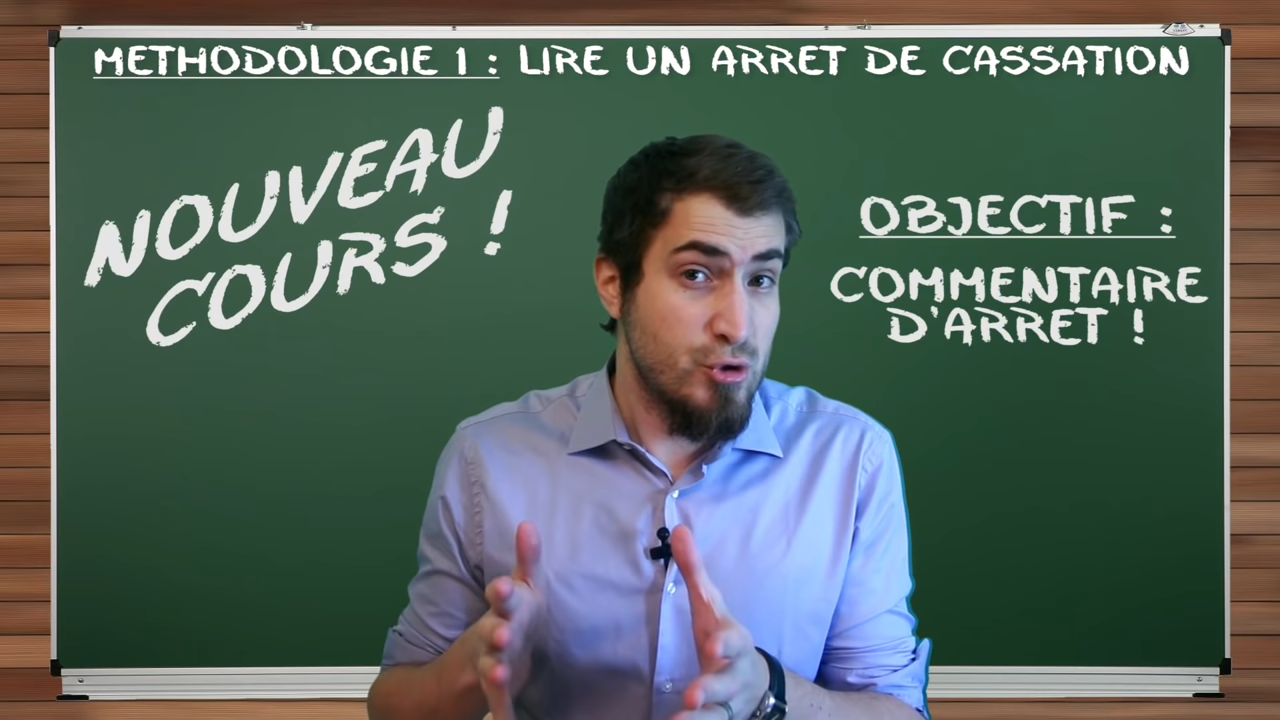 METHODOLOGIE 1 : LIRE UN ARRET DE CASSATION
NOUVEAU
COURS !
OBJECTIF :
COMMENTAIRE
D'ARRET !